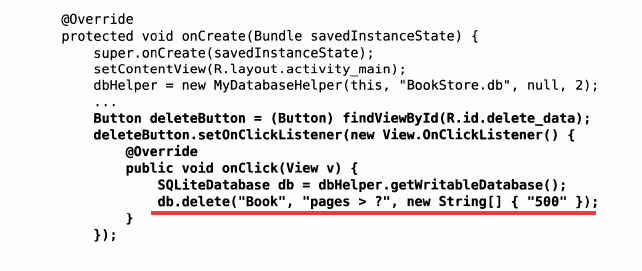 @Override
protected void onCreate(Bundle savedInstanceState) {
super.onCreate(savedInstanceState);
setContentView(R.layout.activity_main);
dbHelper = new MyDatabaseHelper(this, "BookStore.db", null, 2);
...
Button deleteButton = (Button) findViewById(R.id.delete_data);
deleteButton.setOnClickListener(new View.OnClickListener() {
@Override
public void onClick(View v) {
SQLiteDatabase db = dbHelper.getWritableDatabase();
db.delete("Book", "pages > ?", new String[] { "500" });
}
});